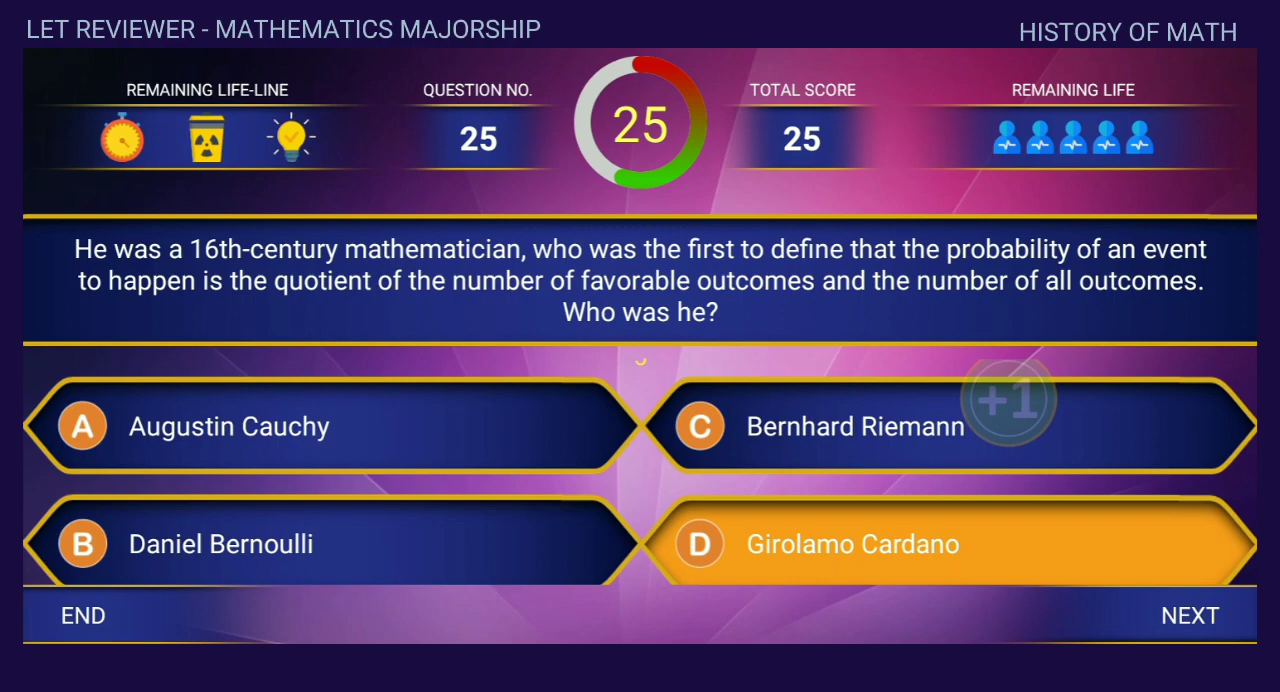 LET REVIEWER - MATHEMATICS MAJORSHIP
HISTORY OF MATH
REMAINING LIFE-LINE
QUESTION NO.
25
25
TOTAL SCORE
25
REMAINING LIFE
He was a 16th-century mathematician, who was the first to define that the probability of an event
to happen is the quotient of the number of favorable outcomes and the number of all outcomes.
Who was he?
A Augustin Cauchy
C Bernhard Riemann
+1
B Daniel Bernoulli
D Girolamo Cardano
END
NEXT